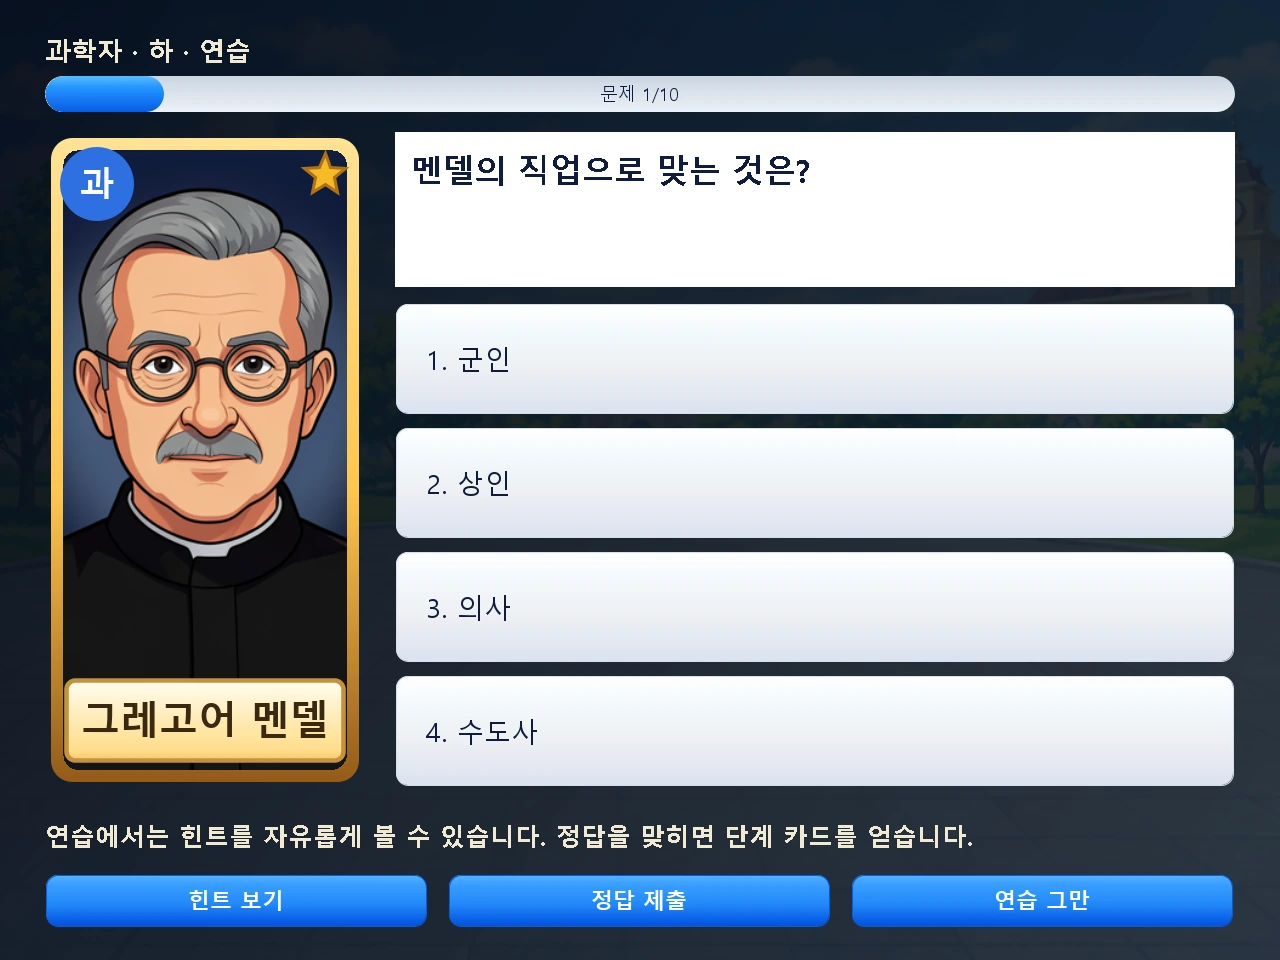 과학자 · 하 · 연습
문제 1/10
과
멘델의 직업으로 맞는 것은?
1. 군인
2. 상인
3. 의사
4. 수도사
그레고어 멘델
연습에서는 힌트를 자유롭게 볼 수 있습니다. 정답을 맞히면 단계 카드를 얻습니다.
힌트 보기
정답 제출
연습 그만